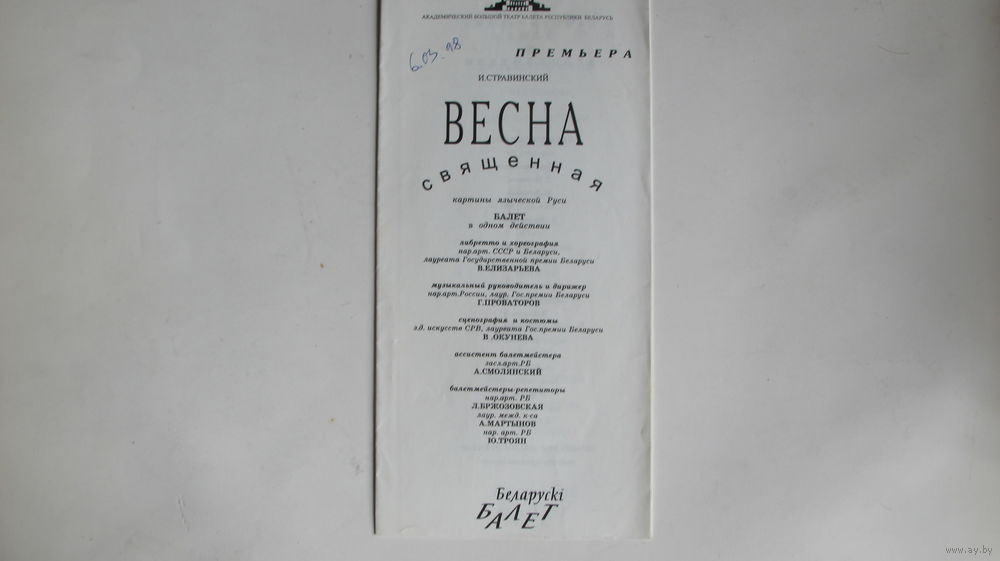 АКАДЕМИЧЕСКИЙ БОЛЬШОЙ ТЕАТР БАЛЕТА РЕСПУБЛИКИ БЕЛАРУСЬ
6.03.98
ПРЕМЬЕРА
И.СТРАВИНСКИЙ
ВЕСНА
священная
картины языческой Руси
БАЛЕТ
в одном действии
либретто и хореография
нар.арт. СССР и Беларуси,
лауреата Государственной премии Беларуси
В.ЕЛИЗАРЬЕВА
музыкальный руководитель и дирижер
нар.арт.России, лаур. Гос.премии Беларуси
Г.ПРОВАТОРОВ
сценография и костюмы
з.д. искусств СРВ, лауреата Гос.премии Беларуси
В .ОКУНЕВА
ассистент балетмейстера
засл.арт.РБ
А.СМОЛЯНСКИЙ
балетмейстеры-репетиторы
нар.арт. РБ
Л.БРЖОЗОВСКАЯ
лаур. межд. к-са
А.МАРТЫНОВ
нар. арт. РБ
Ю.ТРОЯН
Беларускі
БАЛЕТ
www.ay.by